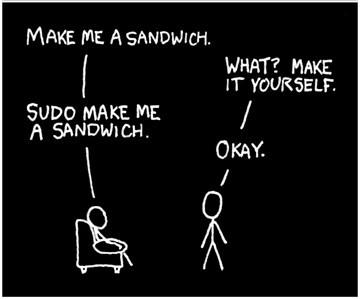 MAKE ME A SANDWICH.
WHAT? MAKE
IT YOURSELF.
SUDO MAKE ME
A SANDWICH.
OKAY.